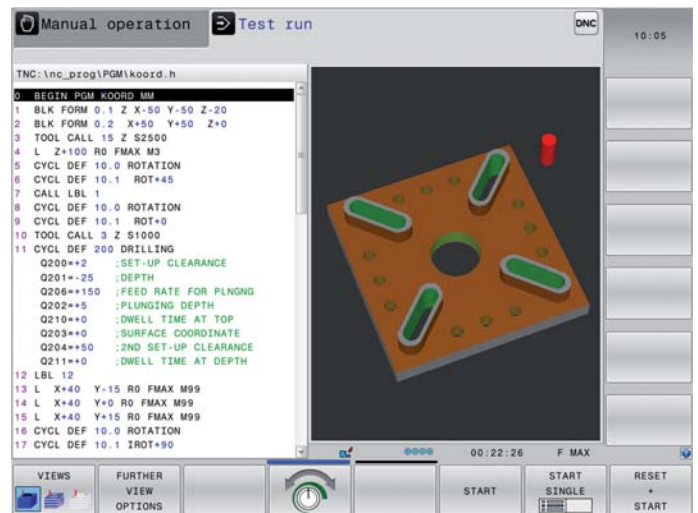 Manual operation
Test run
DNC
10:05
TNC:\nc_prog\PGM\koord.h
0 BEGIN PGM KOORD MM
1 BLK FORM 0.1 Z X-50 Y-50 Z-20
2 BLK FORM 0.2 X+50 Y+50 Z+0
3 TOOL CALL 15 Z S2500
4 L Z+100 R0 FMAX M3
5 CYCL DEF 10.0 ROTATION
6 CYCL DEF 10.1 ROT+45
7 CALL LBL 1
8 CYCL DEF 10.0 ROTATION
9 CYCL DEF 10.1 ROT+0
10 TOOL CALL 3 Z S1000
11 CYCL DEF 200 DRILLING
Q200=+2 ;SET-UP CLEARANCE
Q201=-25 ;DEPTH
Q206=+150 ;FEED RATE FOR PLNGNG
Q202=+5 ;PLUNGING DEPTH
Q210=+0 ;DWELL TIME AT TOP
Q203=+0 ;SURFACE COORDINATE
Q204=+50 ;2ND SET-UP CLEARANCE
Q211=+0 ;DWELL TIME AT DEPTH
12 LBL 12
13 L X+40 Y-15 R0 FMAX M99
14 L X+40 Y+0 R0 FMAX M99
15 L X+40 Y+15 R0 FMAX M99
16 CYCL DEF 10.0 ROTATION
17 CYCL DEF 10.1 IROT+90
00:22:26 F MAX
VIEWS
FURTHER
VIEW
OPTIONS
START
START
SINGLE
RESET
+
START